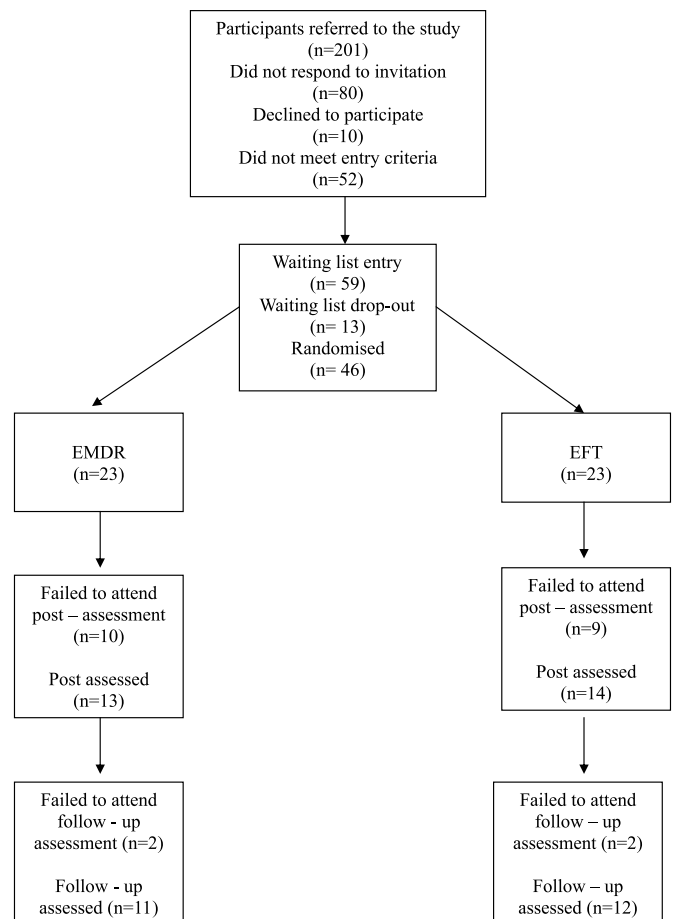 Participants referred to the study
(n=201)
Did not respond to invitation
(n=80)
Declined to participate
(n=10)
Did not meet entry criteria
(n=52)
Waiting list entry
(n= 59)
Waiting list drop-out
(n= 13)
Randomised
(n= 46)
EMDR
(n=23)
EFT
(n=23)
Failed to attend
post – assessment
(n=10)
Post assessed
(n=13)
Failed to attend
post – assessment
(n=9)
Post assessed
(n=14)
Failed to attend
follow - up
assessment (n=2)
Follow - up
assessed (n=11)
Failed to attend
follow – up
assessment (n=2)
Follow – up
assessed (n=12)